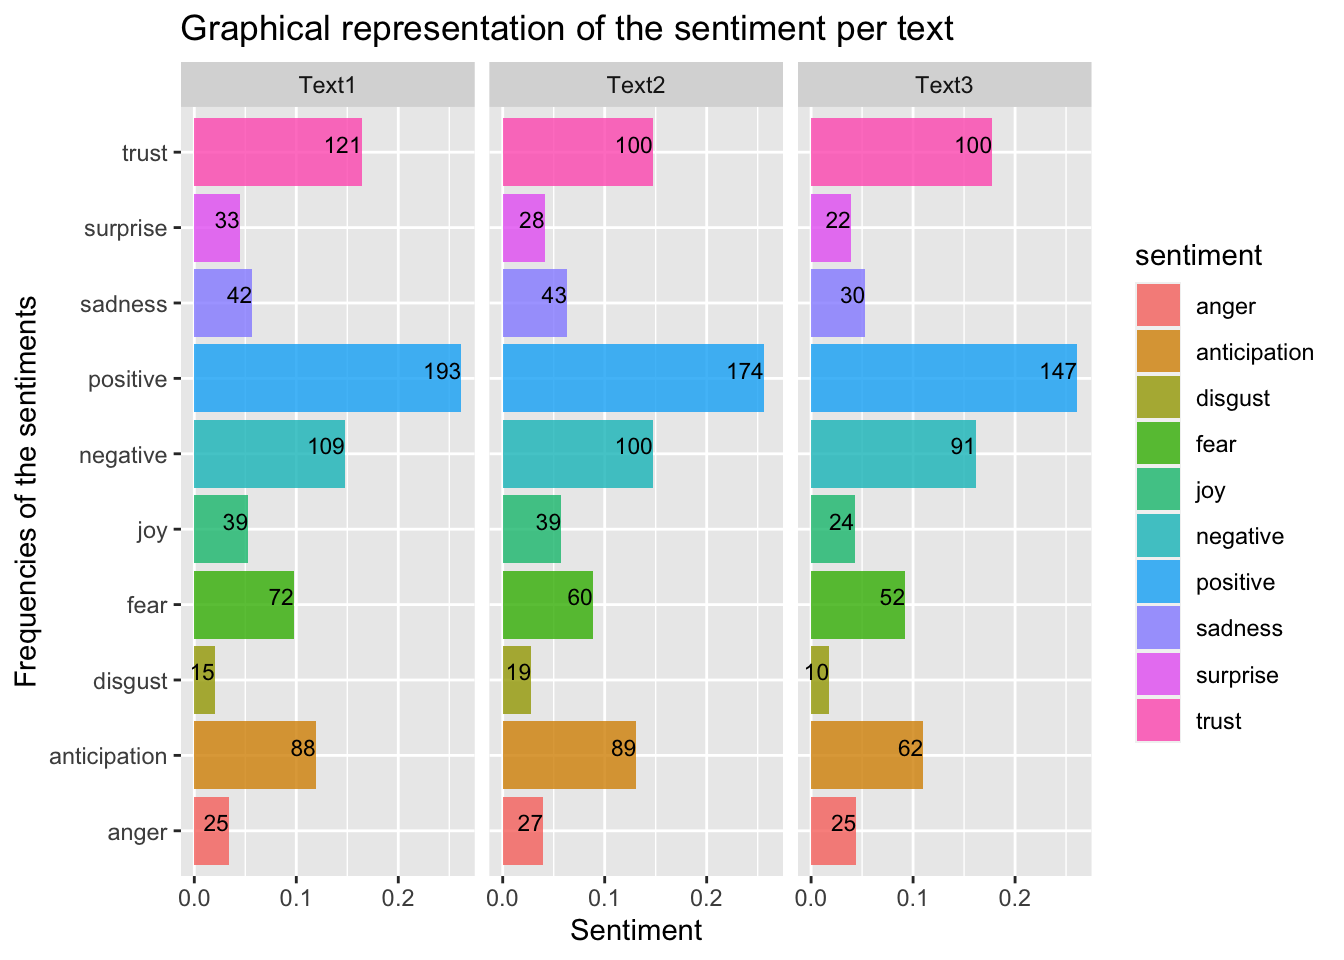 Graphical representation of the sentiment per text
Text1 Text2 Text3
trust 121 100 100
surprise 33 28 22
sadness 42 43 30
positive 193 174 147
negative 109 100 91
joy 39 39 24
fear 72 60 52
disgust 15 19 10
anticipation 88 89 62
anger 25 27 25
0.0 0.1 0.2 0.0 0.1 0.2 0.0 0.1 0.2
Sentiment
Frequencies of the sentiments
sentiment
anger
anticipation
disgust
fear
joy
negative
positive
sadness
surprise
trust